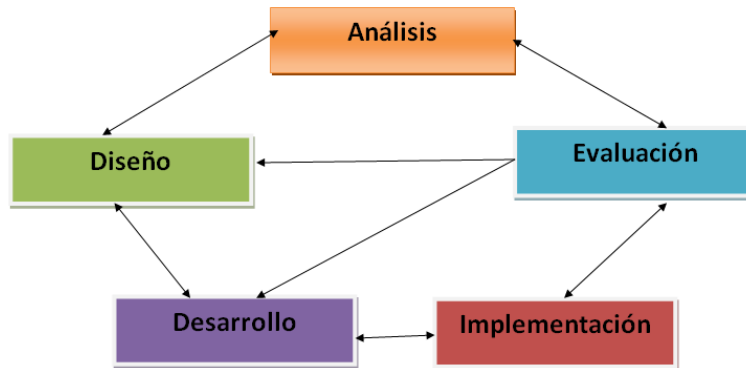 Análisis
Diseño
Evaluación
Desarrollo
Implementación